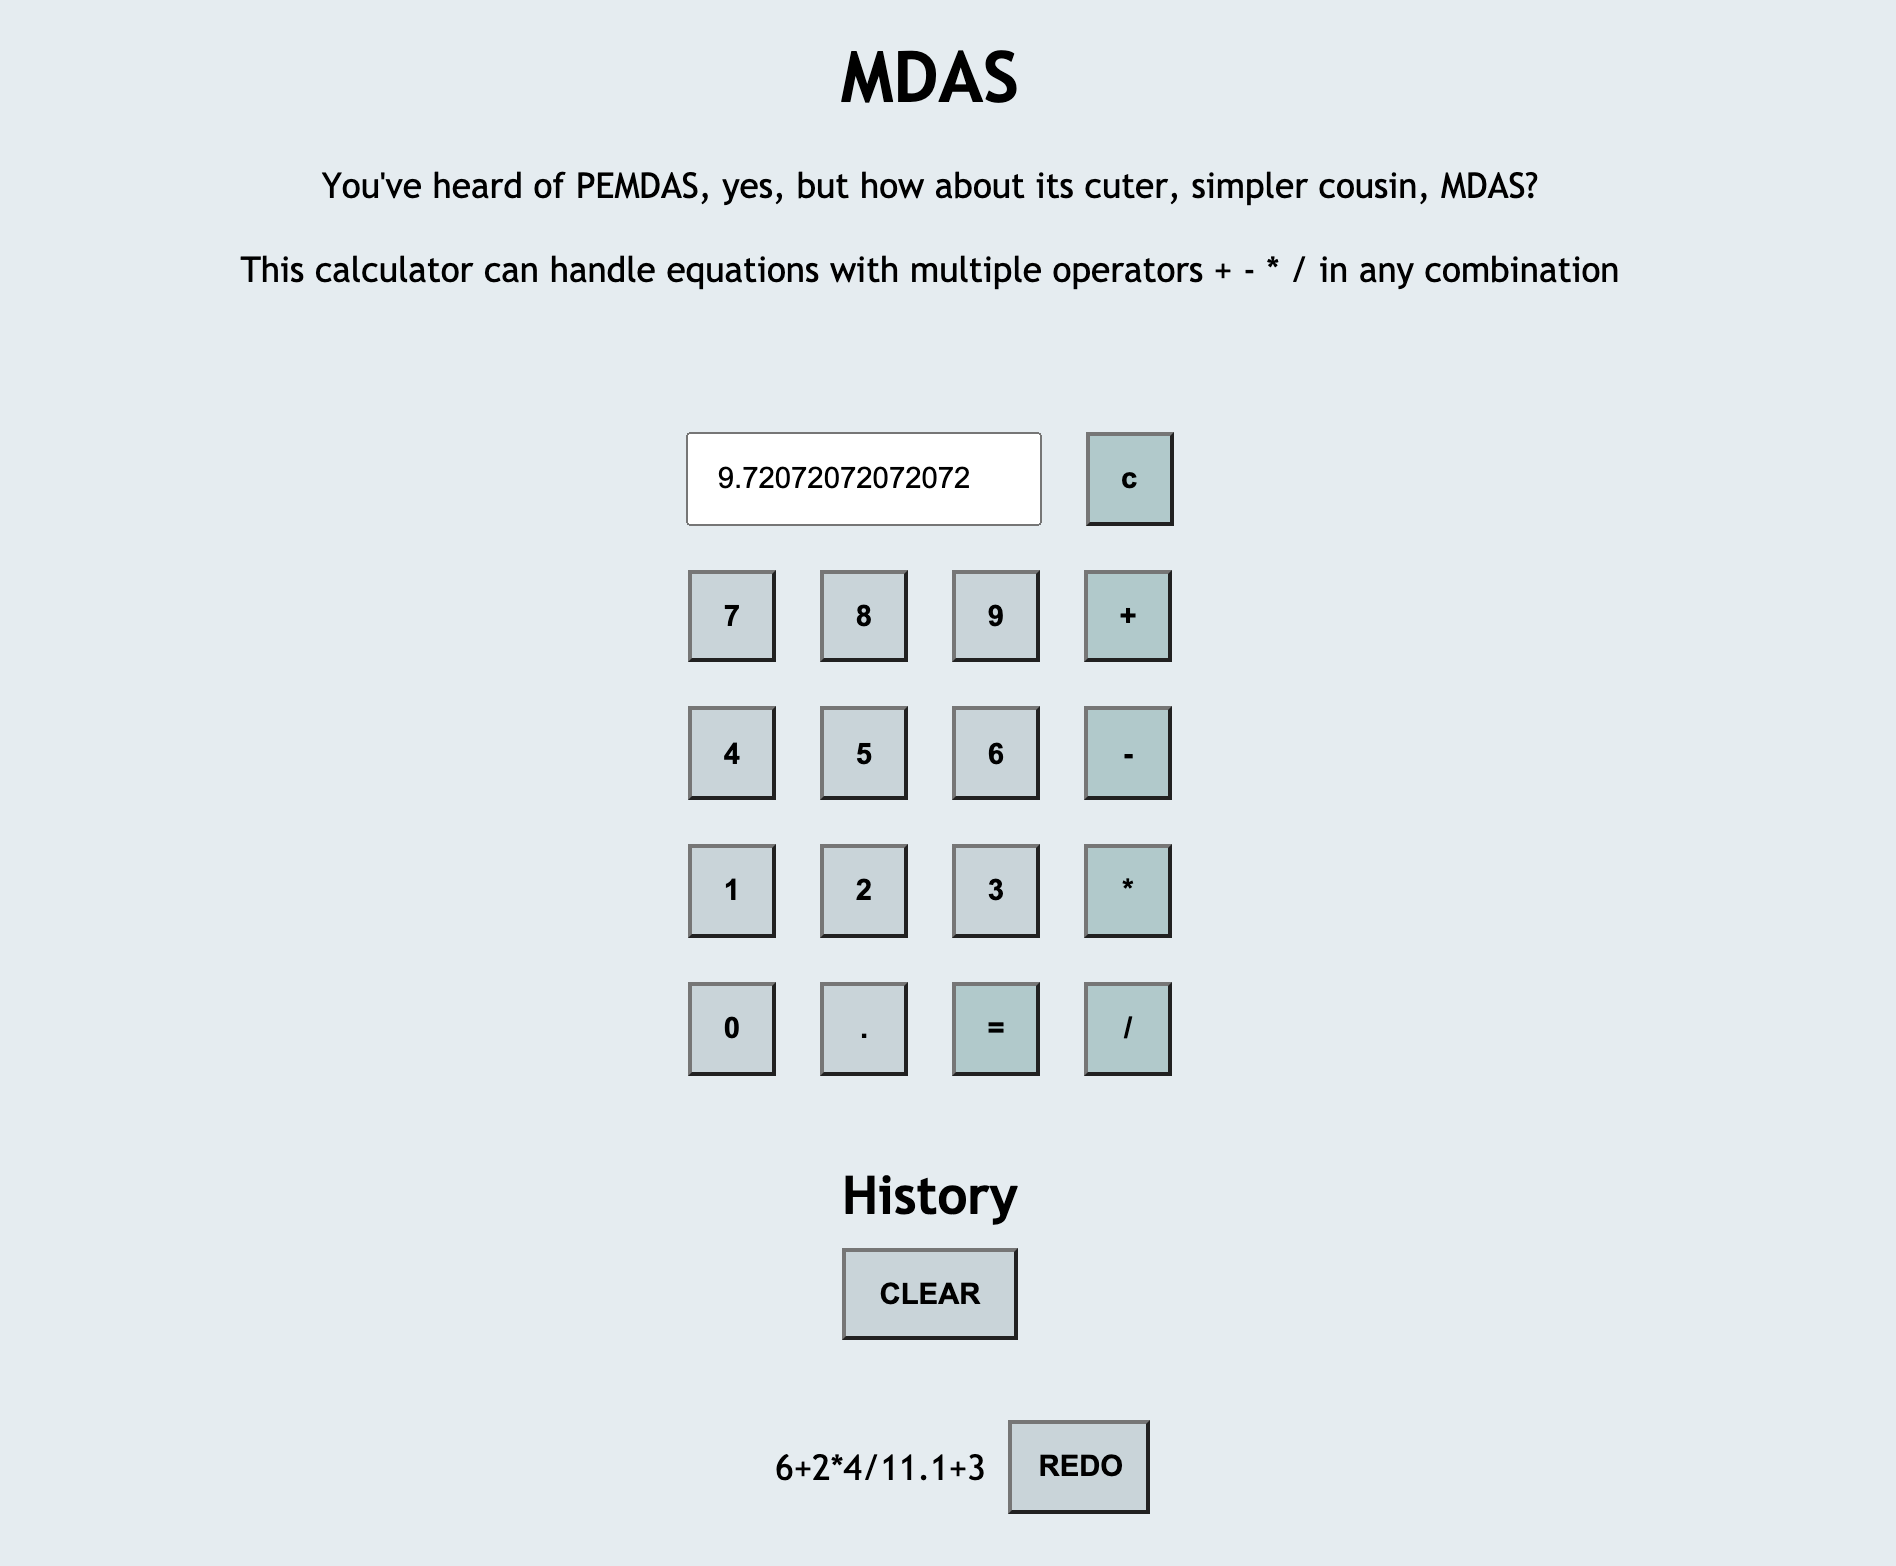 MDAS
You've heard of PEMDAS, yes, but how about its cuter, simpler cousin, MDAS?
This calculator can handle equations with multiple operators + - * / in any combination
9.72072072072072 c
7 8 9 +
4 5 6 -
1 2 3 *
0 . = /
History
CLEAR
6+2*4/11.1+3 REDO